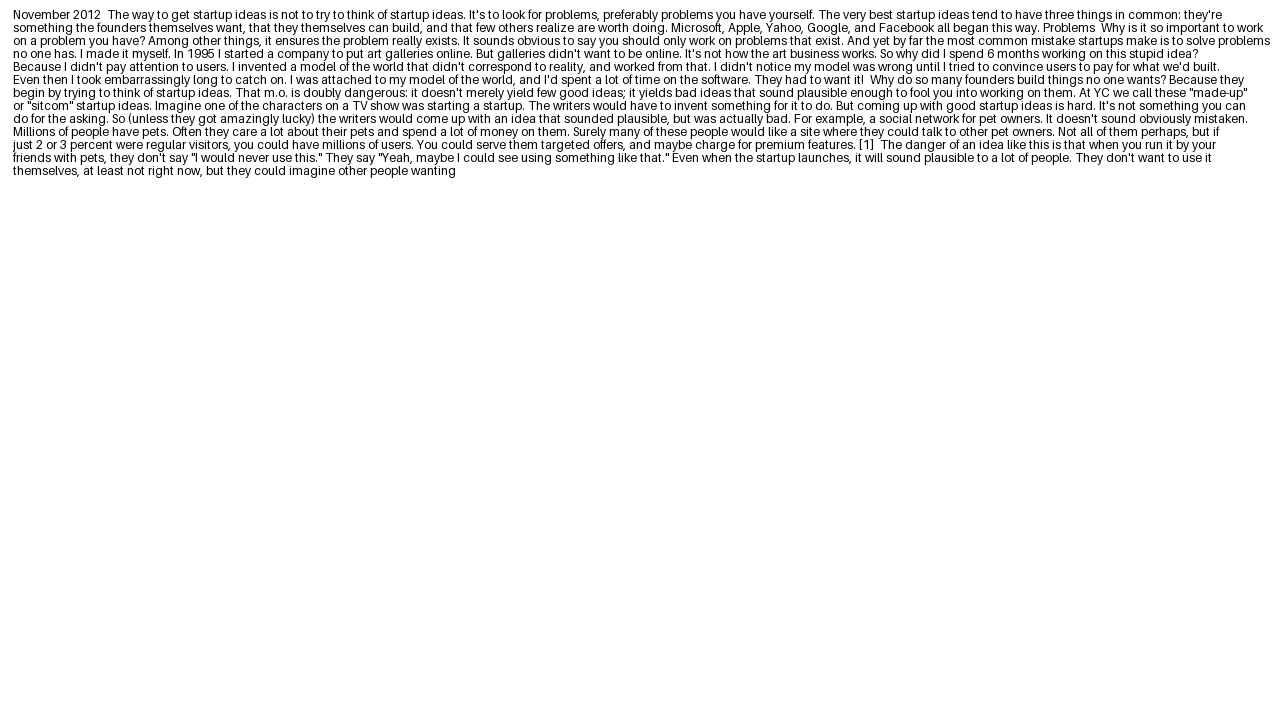 November 2012  The way to get startup ideas is not to try to think of startup ideas. It's to look for problems, preferably problems you have yourself. The very best startup ideas tend to have three things in common: they're
something the founders themselves want, that they themselves can build, and that few others realize are worth doing. Microsoft, Apple, Yahoo, Google, and Facebook all began this way. Problems  Why is it so important to work
on a problem you have? Among other things, it ensures the problem really exists. It sounds obvious to say you should only work on problems that exist. And yet by far the most common mistake startups make is to solve problems
no one has. I made it myself. In 1995 I started a company to put art galleries online. But galleries didn't want to be online. It's not how the art business works. So why did I spend 6 months working on this stupid idea?
Because I didn't pay attention to users. I invented a model of the world that didn't correspond to reality, and worked from that. I didn't notice my model was wrong until I tried to convince users to pay for what we'd built.
Even then I took embarrassingly long to catch on. I was attached to my model of the world, and I'd spent a lot of time on the software. They had to want it!  Why do so many founders build things no one wants? Because they
begin by trying to think of startup ideas. That m.o. is doubly dangerous: it doesn't merely yield few good ideas; it yields bad ideas that sound plausible enough to fool you into working on them. At YC we call these "made-up"
or "sitcom" startup ideas. Imagine one of the characters on a TV show was starting a startup. The writers would have to invent something for it to do. But coming up with good startup ideas is hard. It's not something you can
do for the asking. So (unless they got amazingly lucky) the writers would come up with an idea that sounded plausible, but was actually bad. For example, a social network for pet owners. It doesn't sound obviously mistaken.
Millions of people have pets. Often they care a lot about their pets and spend a lot of money on them. Surely many of these people would like a site where they could talk to other pet owners. Not all of them perhaps, but if
just 2 or 3 percent were regular visitors, you could have millions of users. You could serve them targeted offers, and maybe charge for premium features. [1]  The danger of an idea like this is that when you run it by your
friends with pets, they don't say "I would never use this." They say "Yeah, maybe I could see using something like that." Even when the startup launches, it will sound plausible to a lot of people. They don't want to use it
themselves, at least not right now, but they could imagine other people wanting